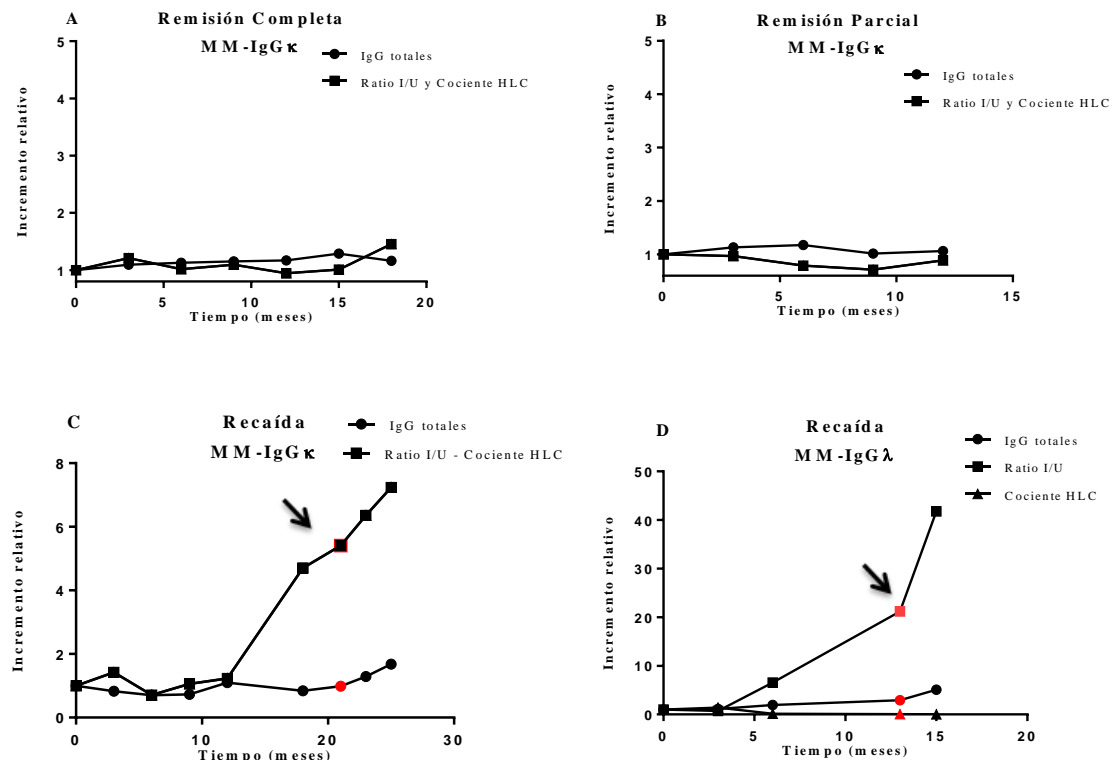 A
Remisión Completa
MM-IgGκ
IgG totales
Ratio I/U y Cociente HLC
Incremento relativo
5
4
3
2
1
0 5 10 15 20
Tiempo (meses)
B
Remisión Parcial
MM-IgGκ
IgG totales
Ratio I/U y Cociente HLC
Incremento relativo
5
4
3
2
1
0 5 10 15
Tiempo (meses)
C
Recaída
MM-IgGκ
IgG totales
Ratio I/U - Cociente HLC
Incremento relativo
8
6
4
2
0
0 10 20 30
Tiempo (meses)
D
Recaída
MM-IgGλ
IgG totales
Ratio I/U
Cociente HLC
Incremento relativo
50
40
30
20
10
0
0 5 10 15 20
Tiempo (meses)